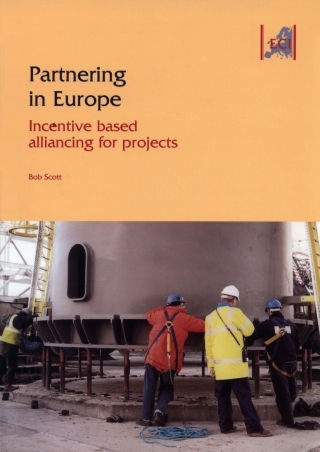 ECI
Partnering
in Europe
Incentive based
alliancing for projects
Bob Scott